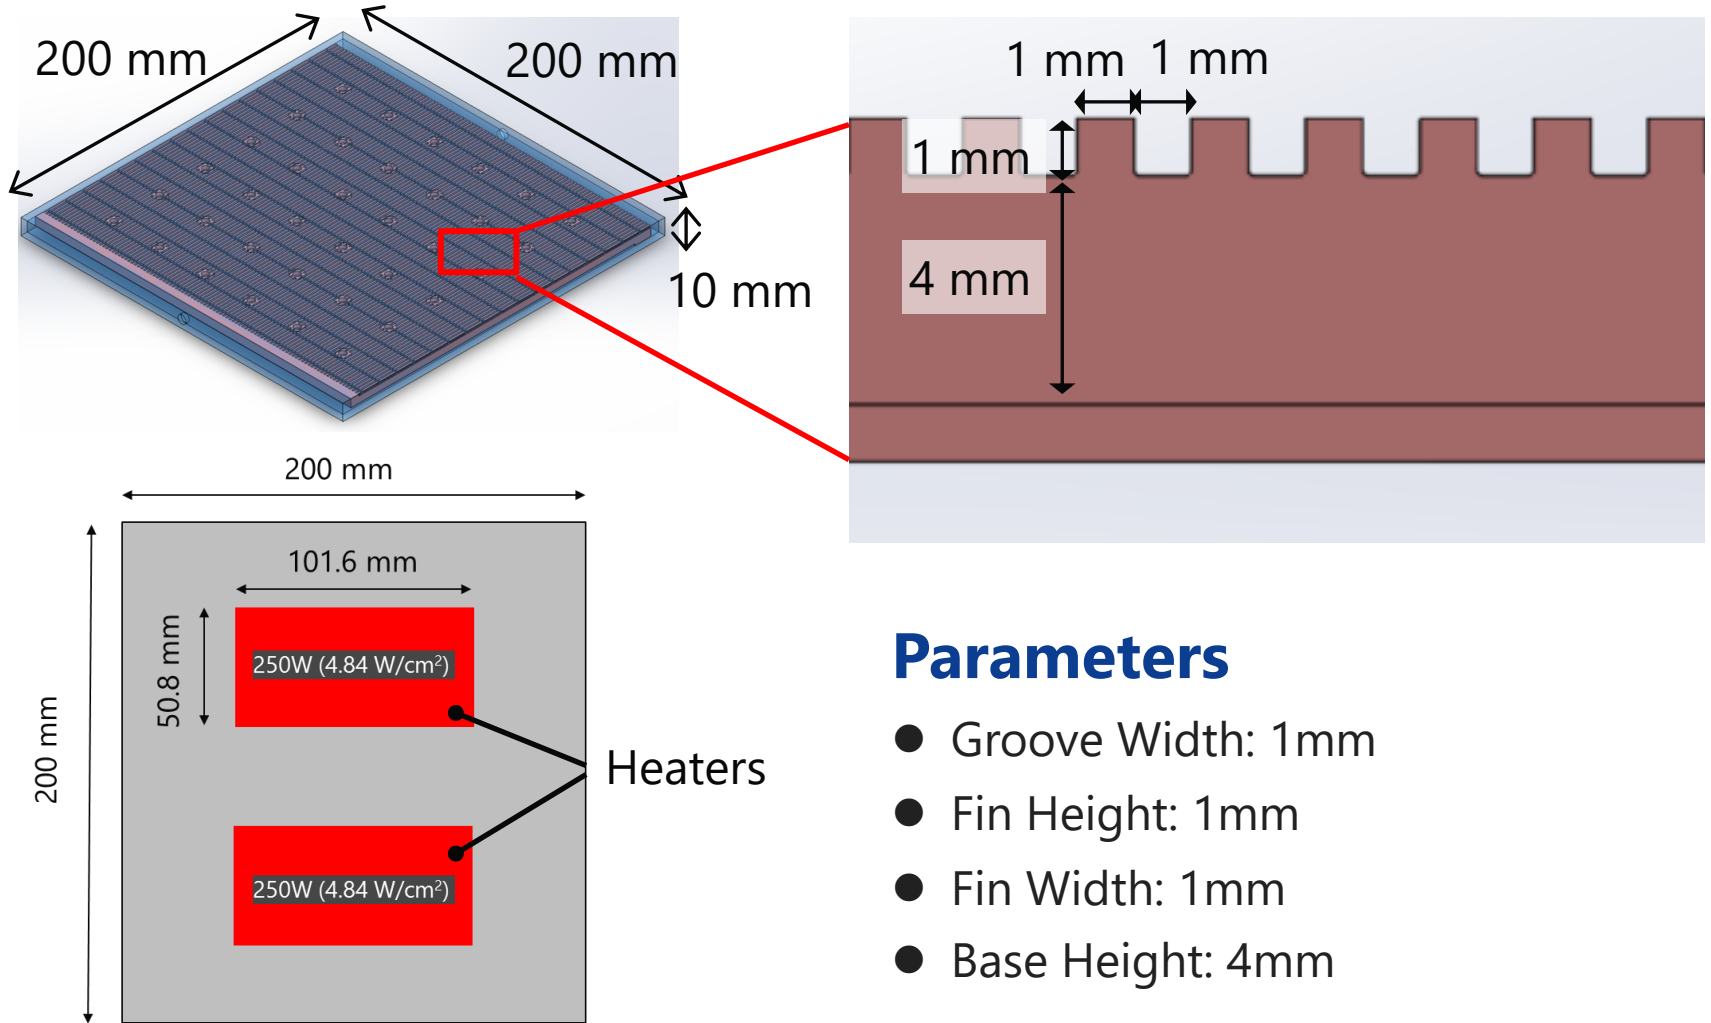 200 mm
200 mm
10 mm
1 mm
1 mm
1 mm
4 mm
200 mm
101.6 mm
50.8 mm
200 mm
250W (4.84 W/cm²)
250W (4.84 W/cm²)
Heaters
Parameters
● Groove Width: 1mm
● Fin Height: 1mm
● Fin Width: 1mm
● Base Height: 4mm